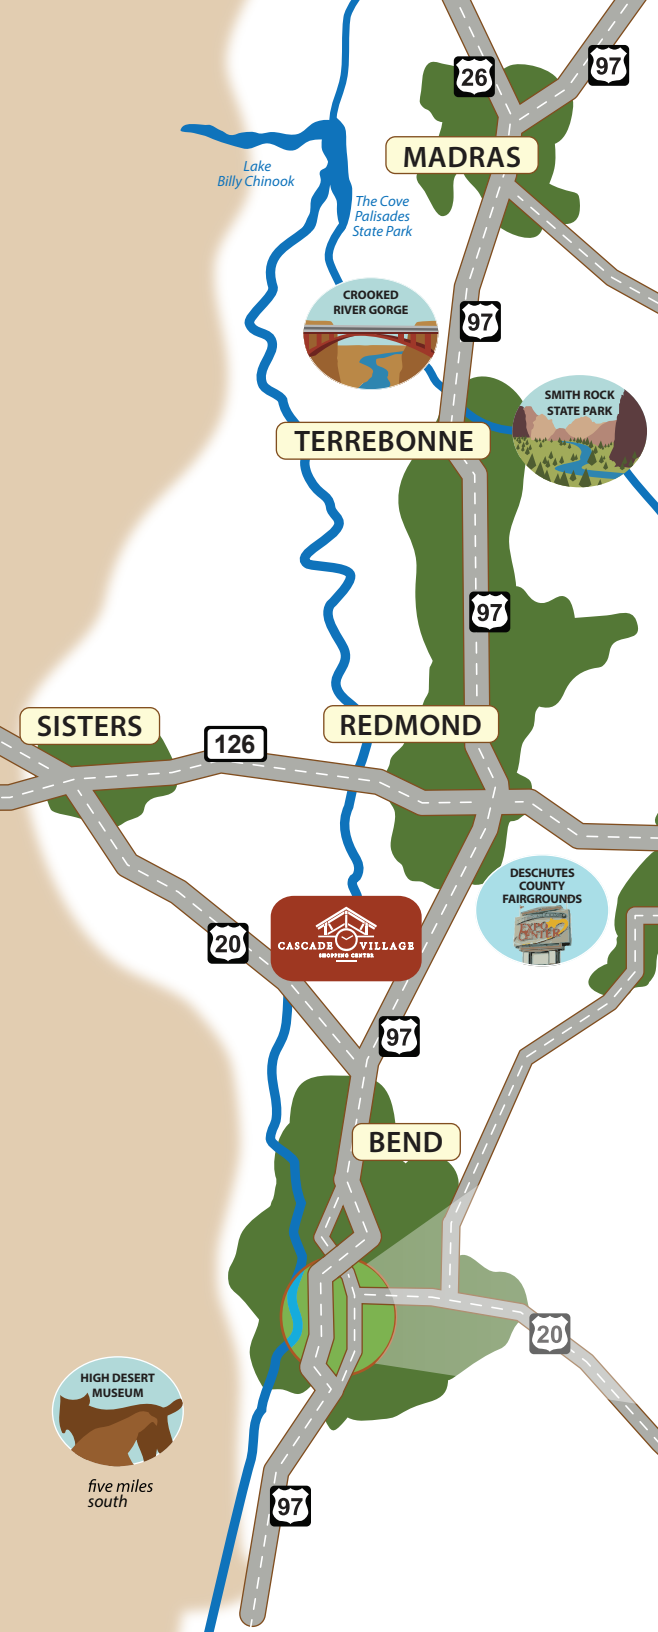 26
97
MADRAS
Lake
Billy Chinook
The Cove
Palisades
State Park
CROOKED
RIVER GORGE
97
SMITH ROCK
STATE PARK
TERREBONNE
97
SISTERS
126
REDMOND
DESCHUTES
COUNTY
FAIRGROUNDS
EXPO
CENTER
20
CASCADE VILLAGE
SHOPPING CENTER
97
BEND
20
HIGH DESERT
MUSEUM
five miles
south
97